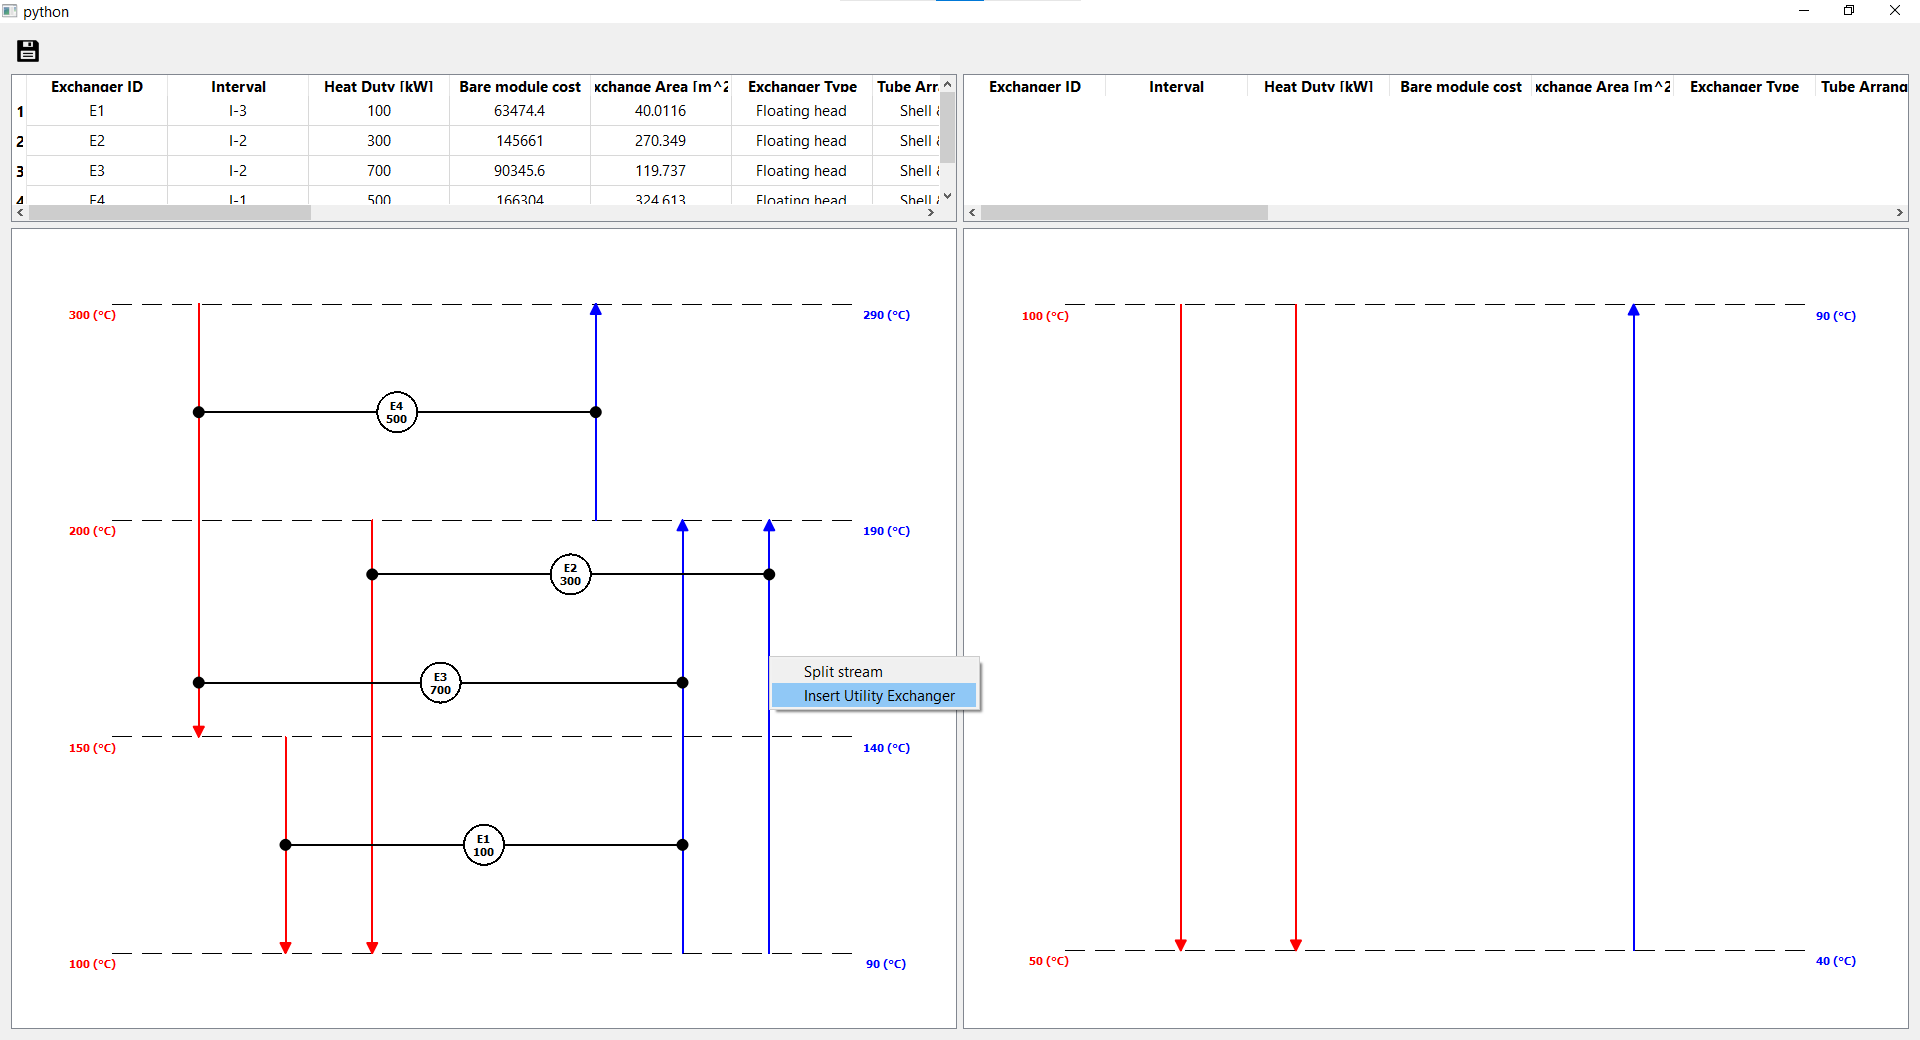 python
Exchanger ID Interval Heat Duty [kW] Bare module cost xchange Area [m^2 Exchanger Type Tube Arr
1 E1 I-3 100 63474.4 40.0116 Floating head Shell
2 E2 I-2 300 145661 270.349 Floating head Shell
3 E3 I-2 700 90345.6 119.737 Floating head Shell
4 E4 I-1 500 166304 324.613 Floating head Shell
Exchanger ID Interval Heat Duty [kW] Bare module cost xchange Area [m^2 Exchanger Type Tube Arrang
300 (°C) 290 (°C)
E4
500
200 (°C) 190 (°C)
E2
300
E3
700
150 (°C) 140 (°C)
E1
100
100 (°C) 90 (°C)
Split stream
Insert Utility Exchanger
100 (°C) 90 (°C)
50 (°C) 40 (°C)